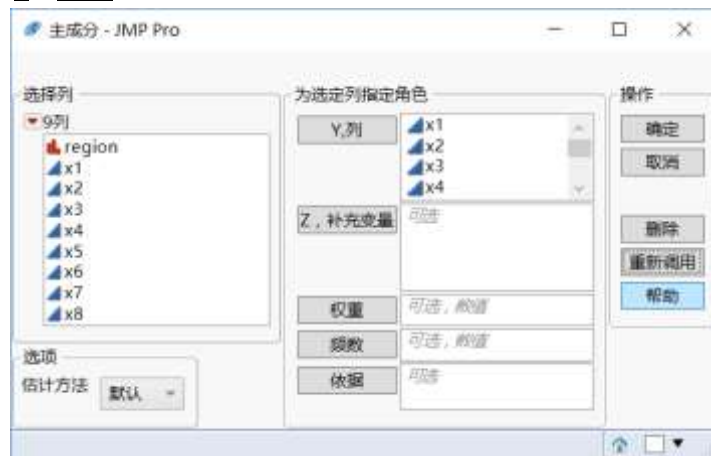 主成分 - JMP Pro
选择列
9列
region
x1
x2
x3
x4
x5
x6
x7
x8
选项
估计方法
默认
为选定列指定角色
Y,列
x1
x2
x3
x4
Z，补充变量
可选
权重
可选，数值
频数
可选，数值
依据
可选
操作
确定
取消
删除
重新调用
帮助